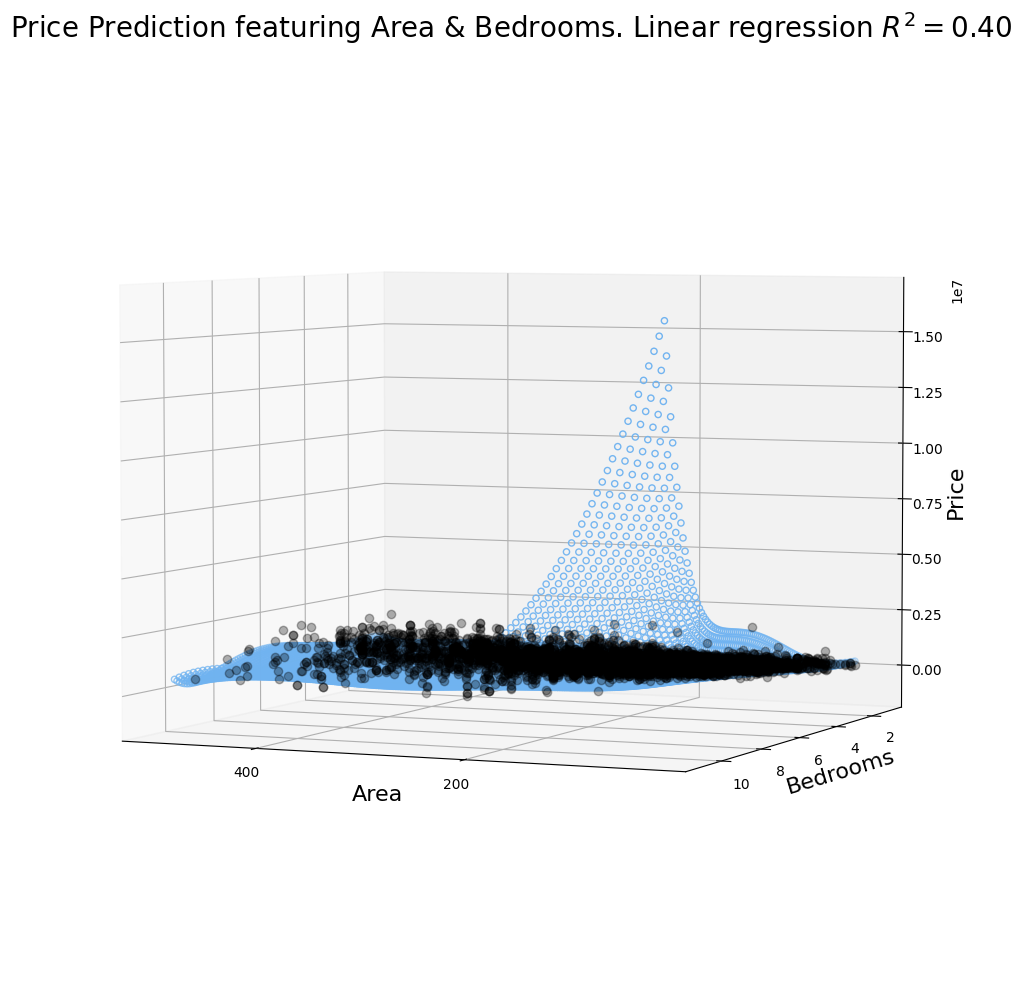 Price Prediction featuring Area & Bedrooms. Linear regression R² = 0.40
1e7
1.50
1.25
1.00
0.75
0.50
0.25
0.00
Price
2
4
6
8
10
Bedrooms
400
200
Area